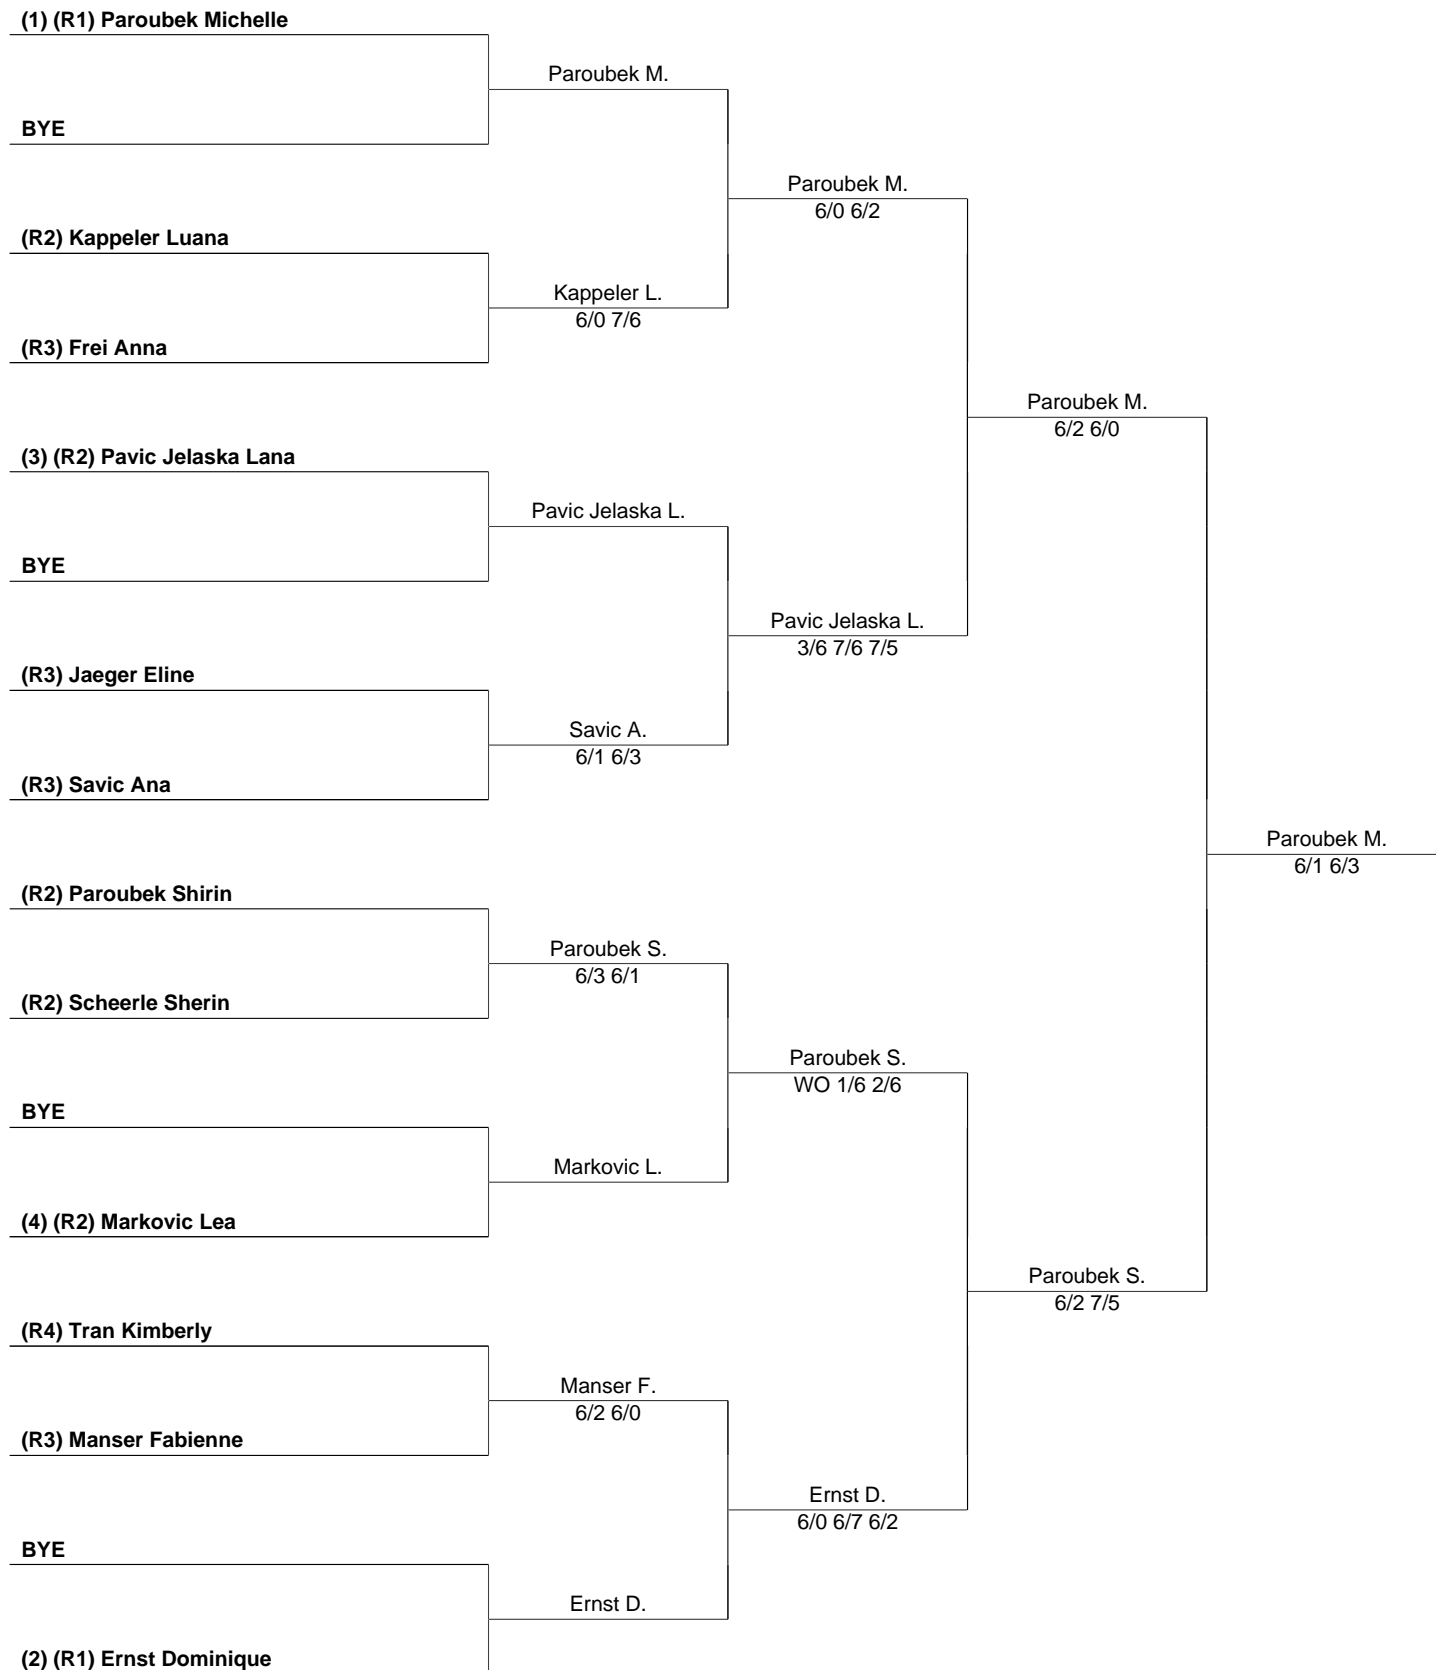 (1) (R1) Paroubek Michelle
Paroubek M.
BYE
Paroubek M.
6/0 6/2
(R2) Kappeler Luana
Kappeler L.
6/0 7/6
(R3) Frei Anna
Paroubek M.
6/2 6/0
(3) (R2) Pavic Jelaska Lana
Pavic Jelaska L.
BYE
Pavic Jelaska L.
3/6 7/6 7/5
(R3) Jaeger Eline
Savic A.
6/1 6/3
(R3) Savic Ana
Paroubek M.
6/1 6/3
(R2) Paroubek Shirin
Paroubek S.
6/3 6/1
(R2) Scheerle Sherin
Paroubek S.
WO 1/6 2/6
BYE
Markovic L.
(4) (R2) Markovic Lea
Paroubek S.
6/2 7/5
(R4) Tran Kimberly
Manser F.
6/2 6/0
(R3) Manser Fabienne
Ernst D.
6/0 6/7 6/2
BYE
Ernst D.
(2) (R1) Ernst Dominique